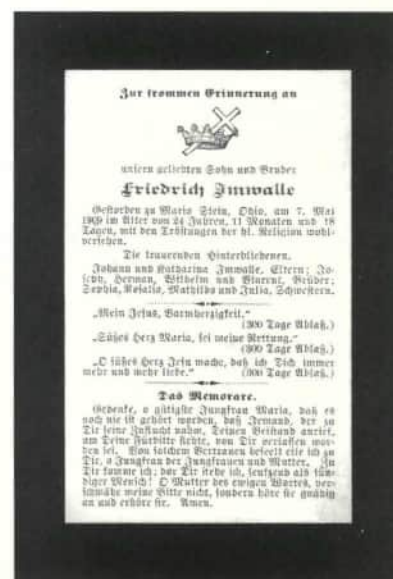 Zur frommen Erinnerung an
unsern geliebten Sohn und Bruder
Friedrich Imwalle
Gestorben zu Maria Stein, Ohio, am 7. Mai
1909 im Alter von 24 Jahren, 11 Monaten und 18
Tagen, mit den Tröstungen der hl. Religion wohl-
versehen.
Die trauernden Hinterbliebenen.
Johann und Katharina Imwalle, Eltern; Jo-
seph, Herman, Wilhelm und Vincent, Brüder;
Sophia, Rosalia, Mathilda und Julia, Schwestern.
„Mein Jesus, Barmherzigkeit.“
(300 Tage Ablaß.)
„Süßes Herz Maria, sei meine Rettung.“
(300 Tage Ablaß.)
„O süßes Herz Jesu mache, daß ich Dich immer
mehr und mehr liebe.“ (300 Tage Ablaß.)
Das Memorare.
Gedenke, o gütigste Jungfrau Maria, daß es
noch nie ist gehört worden, daß Jemand, der zu
Dir seine Zuflucht nahm, Deinen Beistand anrief,
um Deine Fürbitte flehte, von Dir verlassen wor-
den sei. Von solchem Vertrauen beseelt eile ich zu
Dir, o Jungfrau der Jungfrauen und Mutter. Zu
Dir komme ich; vor Dir stehe ich, seufzend als sün-
diger Mensch! O Mutter des ewigen Wortes, ver-
schmähe meine Bitte nicht, sondern höre sie gnädig
an und erhöre sie. Amen.